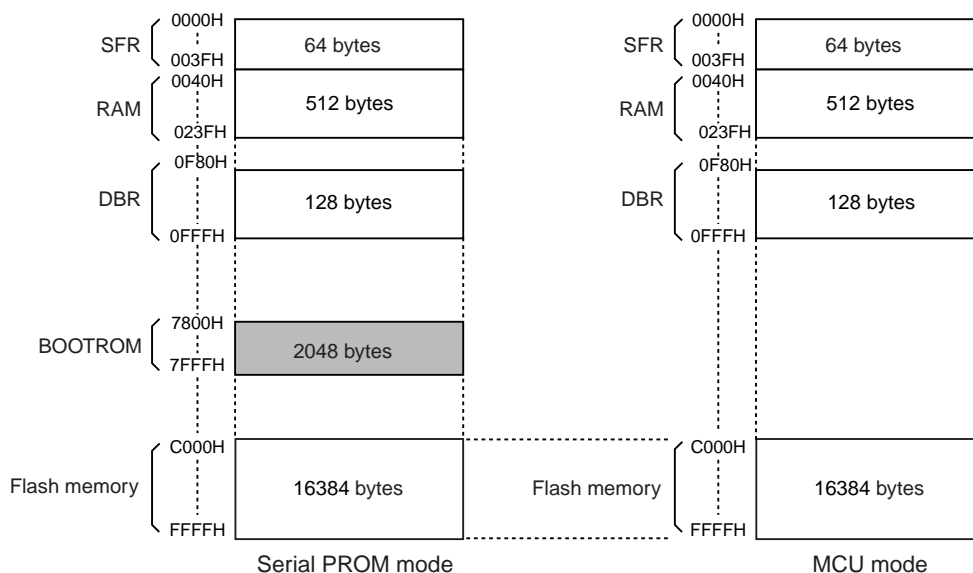 0000H
SFR
64 bytes
003FH
0040H
RAM
512 bytes
023FH
0F80H
DBR
128 bytes
0FFFH
7800H
BOOTROM
2048 bytes
7FFFH
C000H
Flash memory
16384 bytes
FFFFH
Serial PROM mode
0000H
SFR
64 bytes
003FH
0040H
RAM
512 bytes
023FH
0F80H
DBR
128 bytes
0FFFH
C000H
Flash memory
16384 bytes
FFFFH
MCU mode